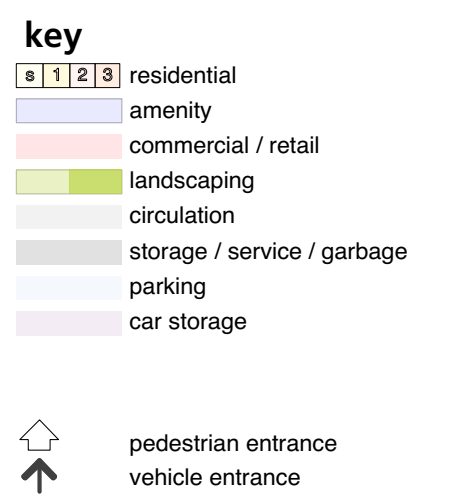 key
s 1 2 3 residential
amenity
commercial / retail
landscaping
circulation
storage / service / garbage
parking
car storage
pedestrian entrance
vehicle entrance